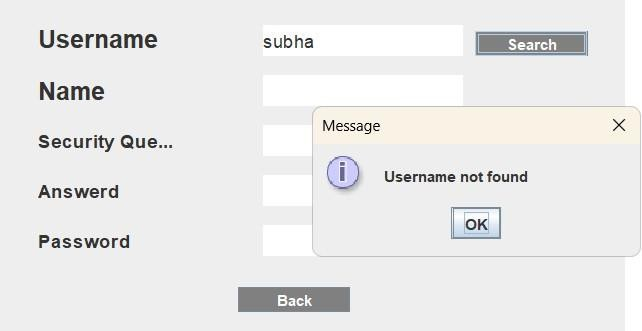 Username
subha
Search
Name
Message
Security Que...
Username not found
Answerd
OK
Password
Back